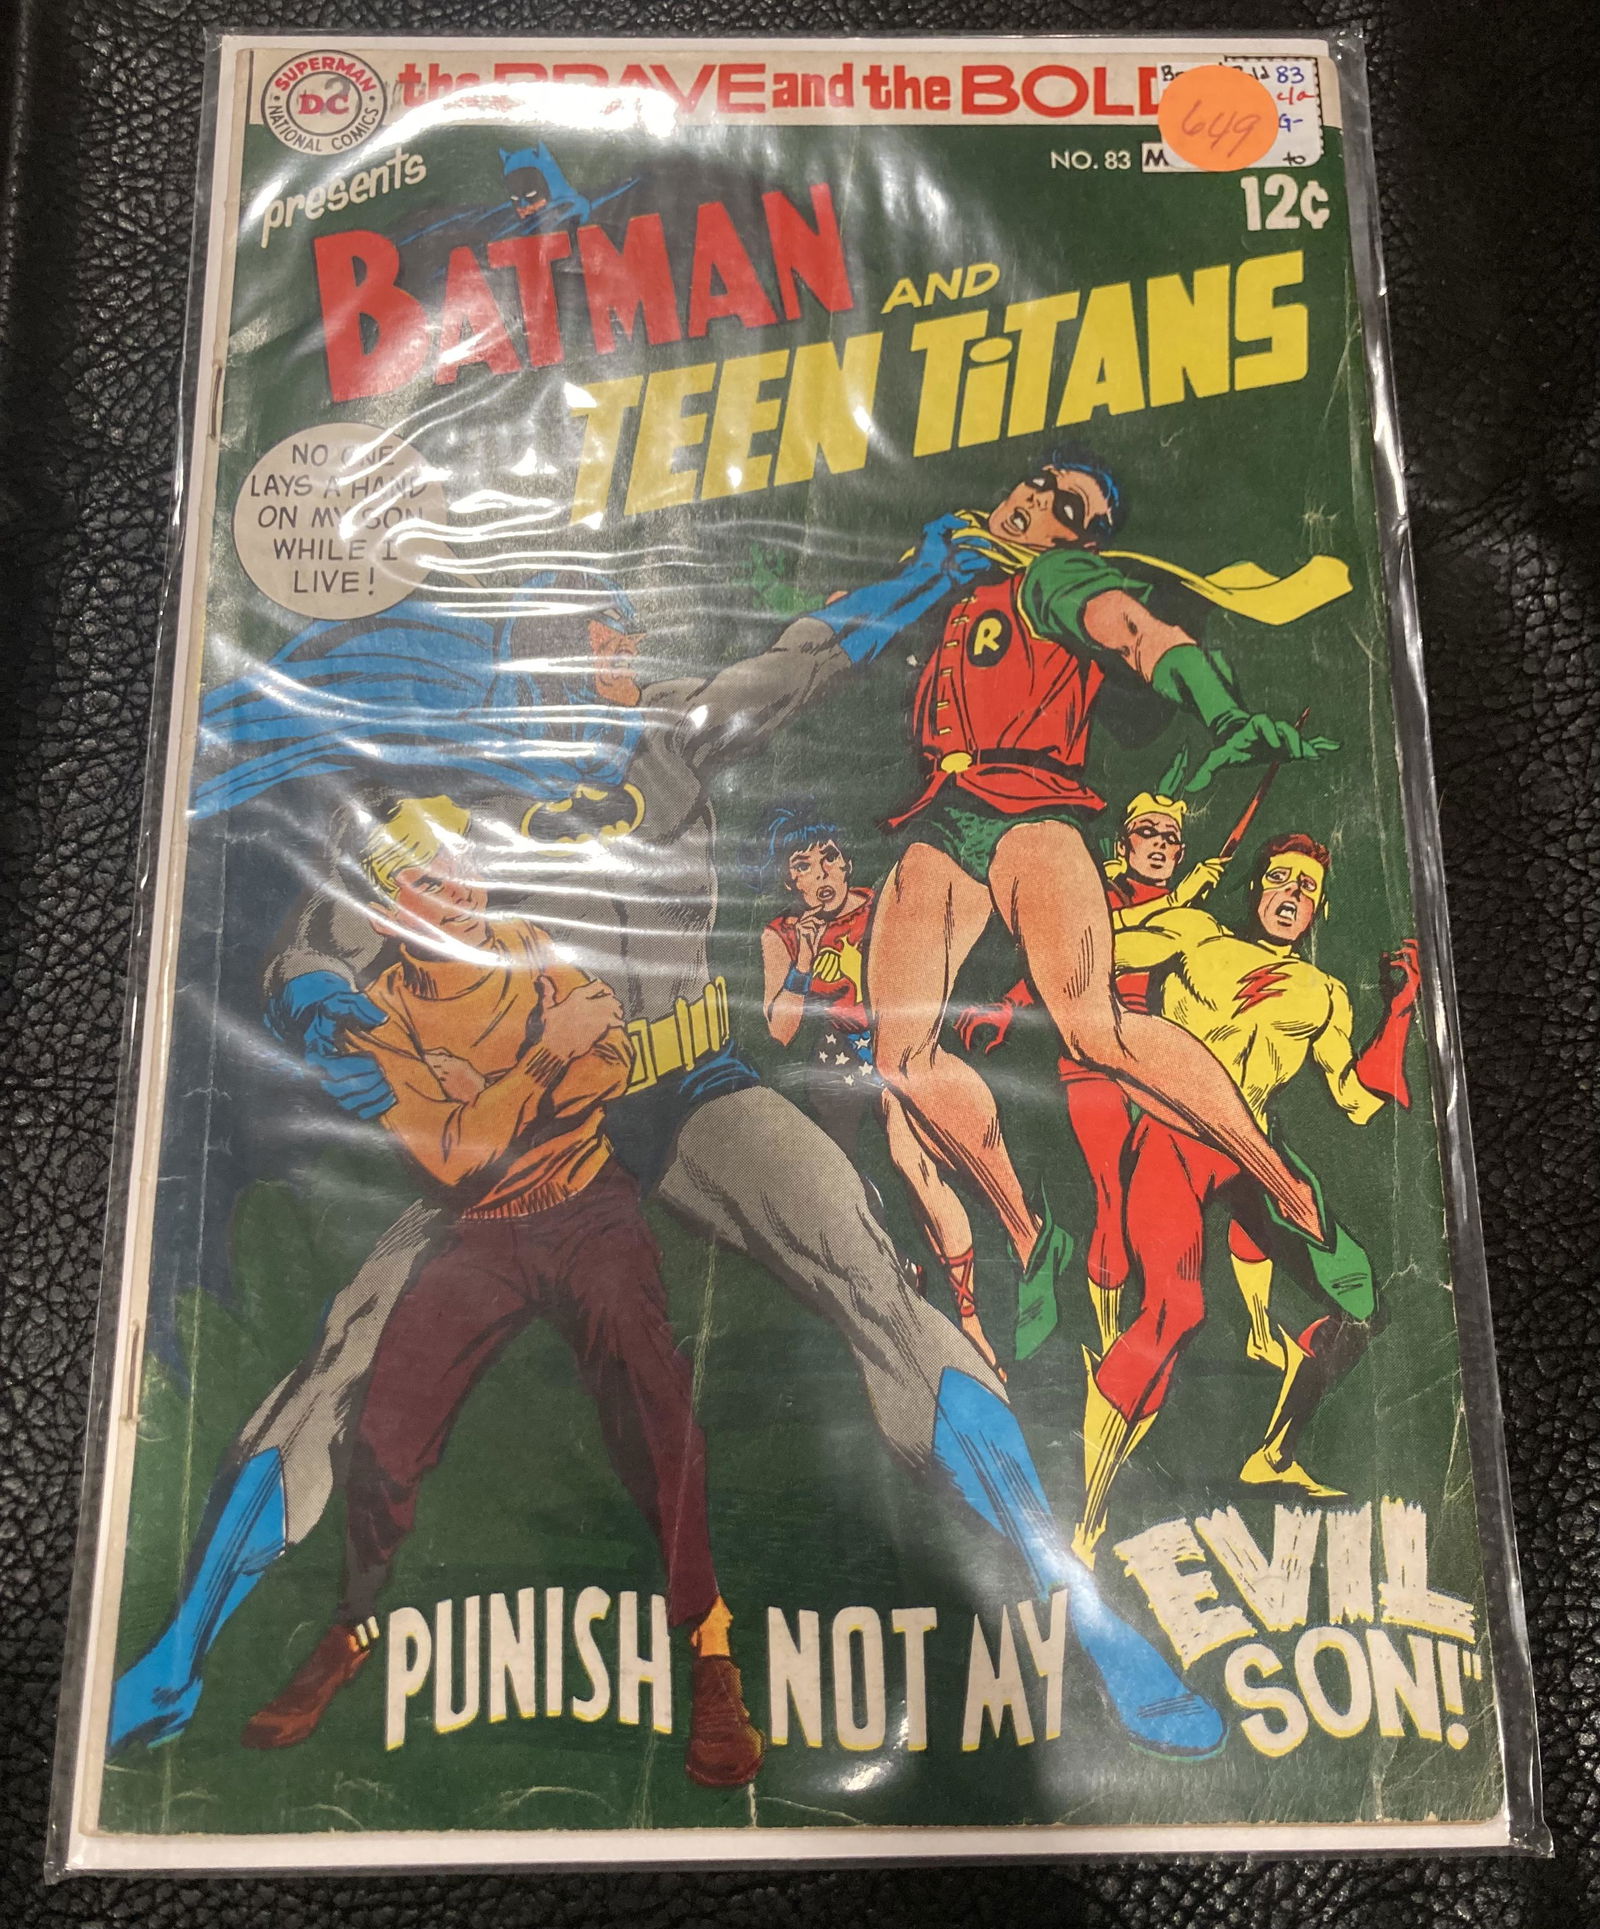 SUPERMAN
DC
NATIONAL COMICS
the BRAVE and the BOLD
83
G-
649
NO. 83 M
to
12¢
presents
BATMAN
AND
TEEN TiTANS
NO ONE
LAYS A HAND
ON MY SON
WHILE I
LIVE!
R
"PUNISH NOT MY
EVIL
SON!"